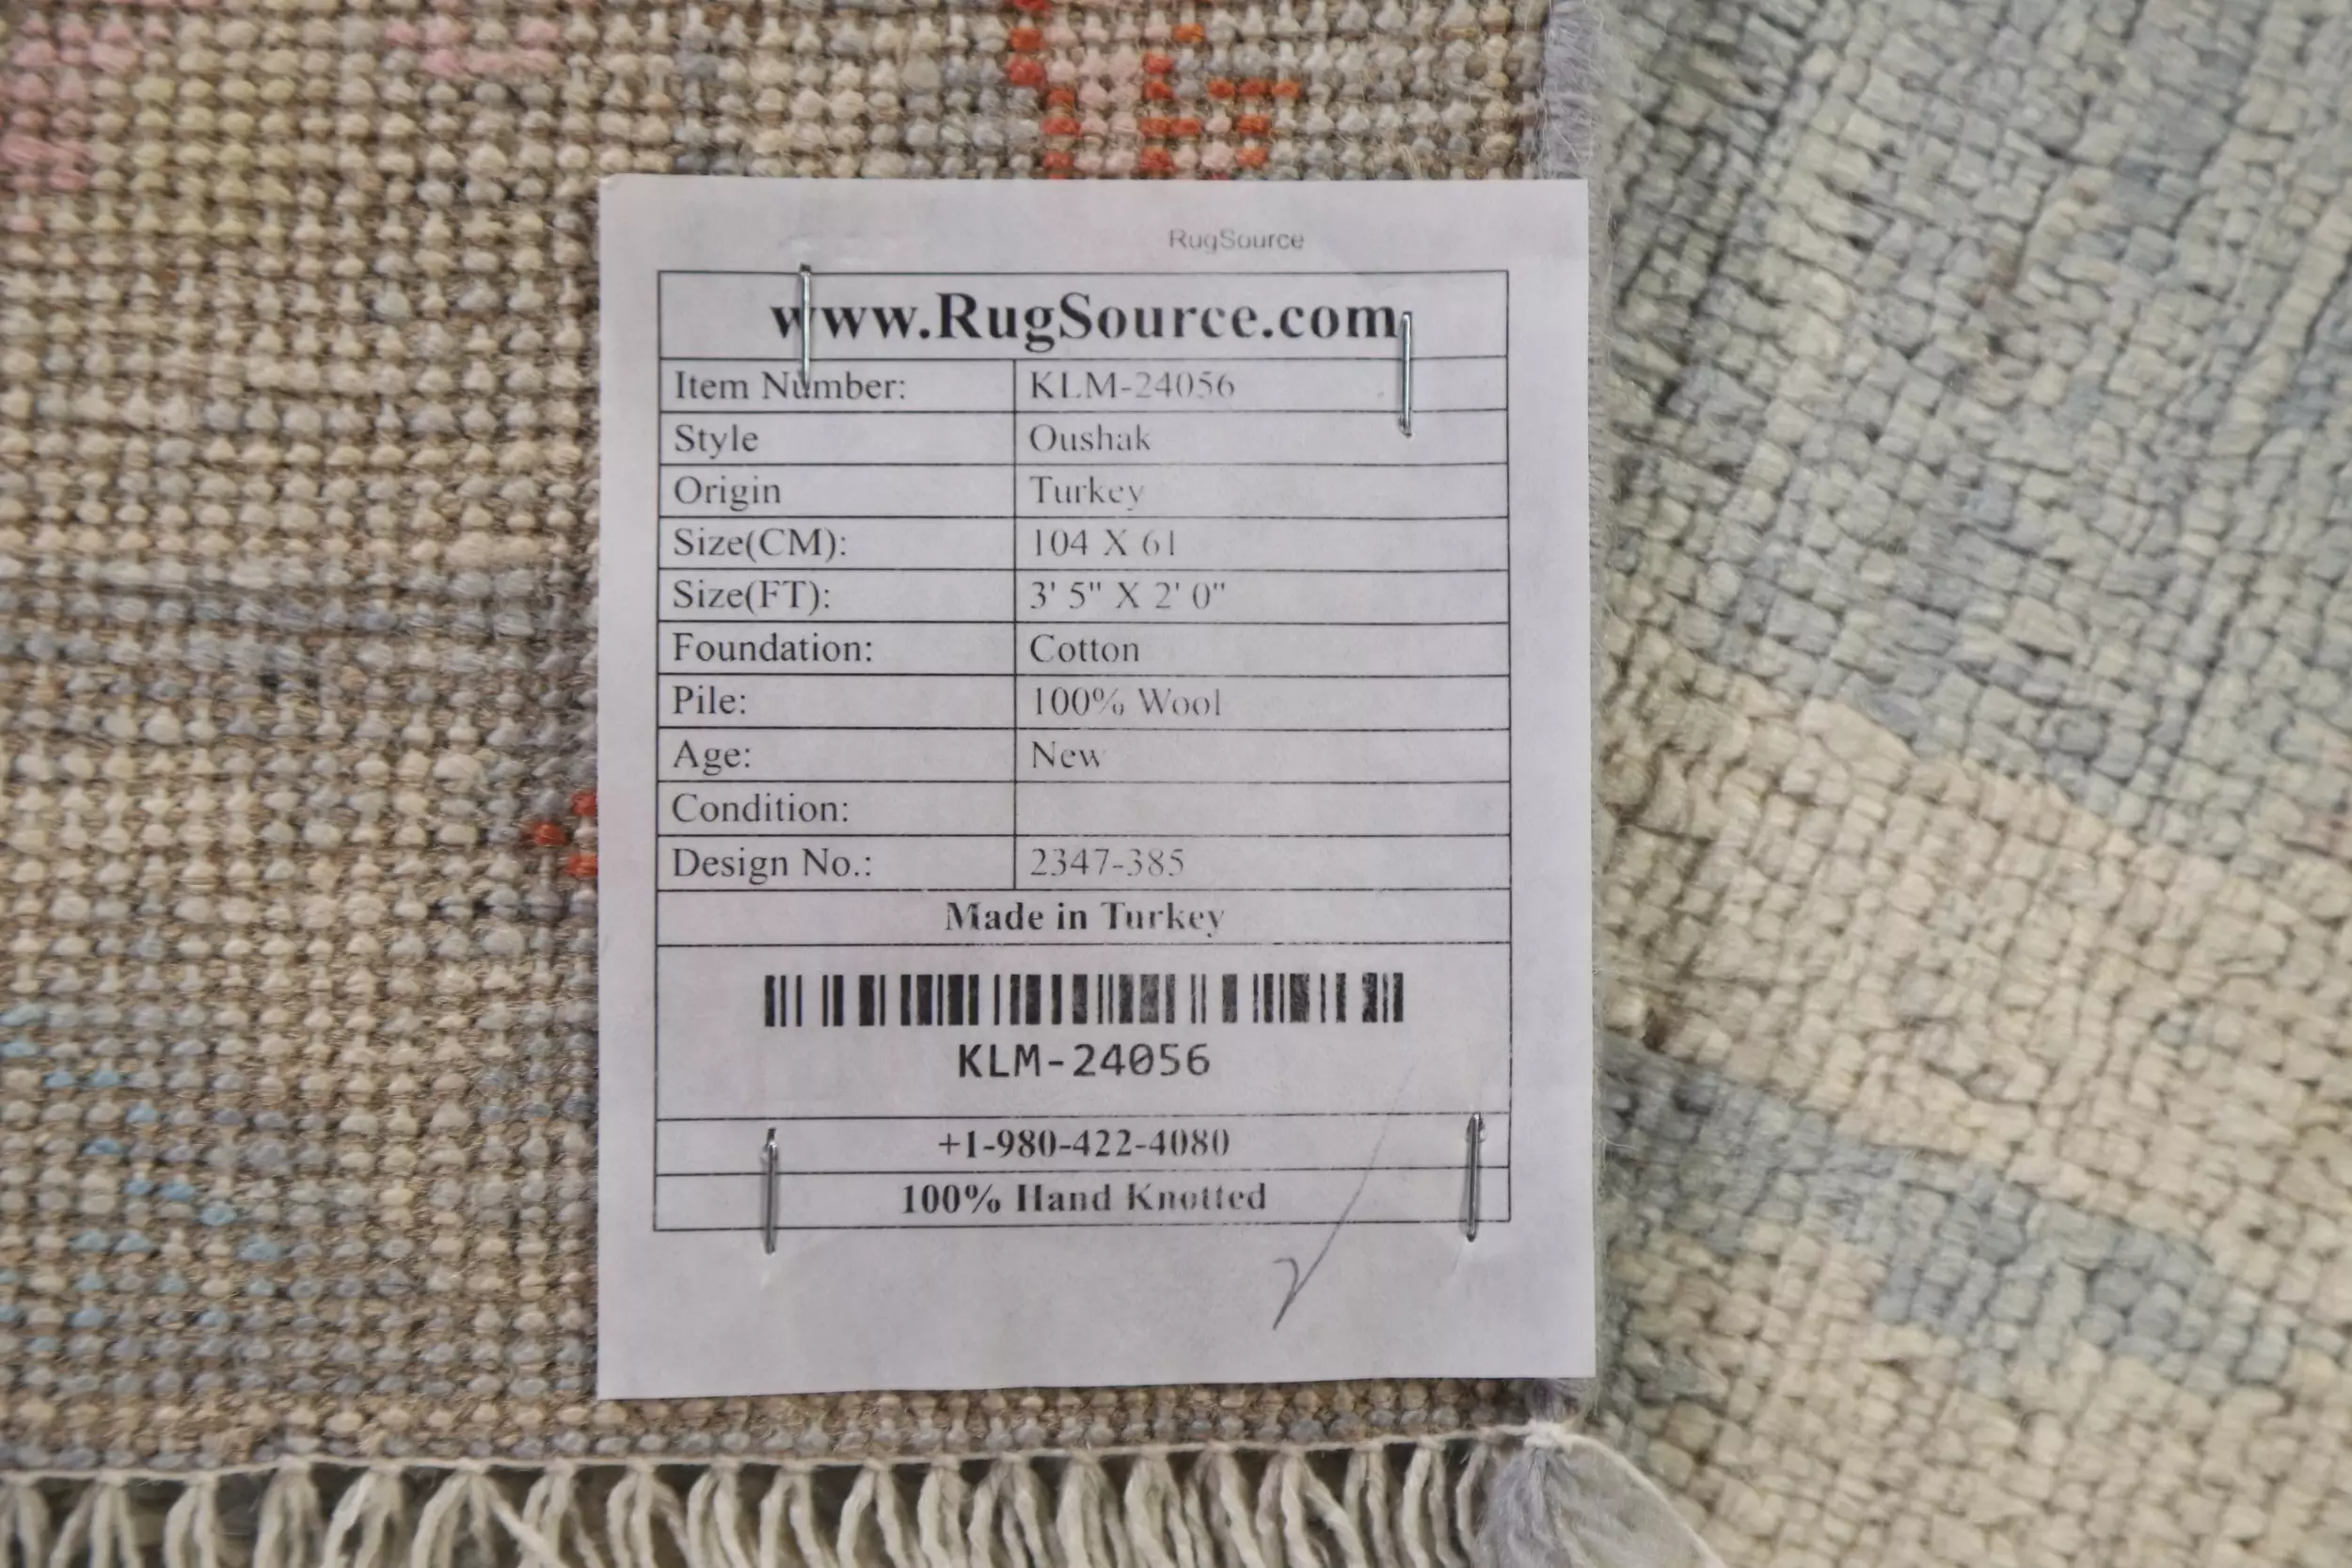 RugSource
www.RugSource.com
Item Number: KLM-24056
Style Oushak
Origin Turkey
Size(CM): 104 X 61
Size(FT): 3' 5" X 2' 0"
Foundation: Cotton
Pile: 100% Wool
Age: New
Condition:
Design No.: 2347-385
Made in Turkey
KLM-24056
+1-980-422-4080
100% Hand Knotted